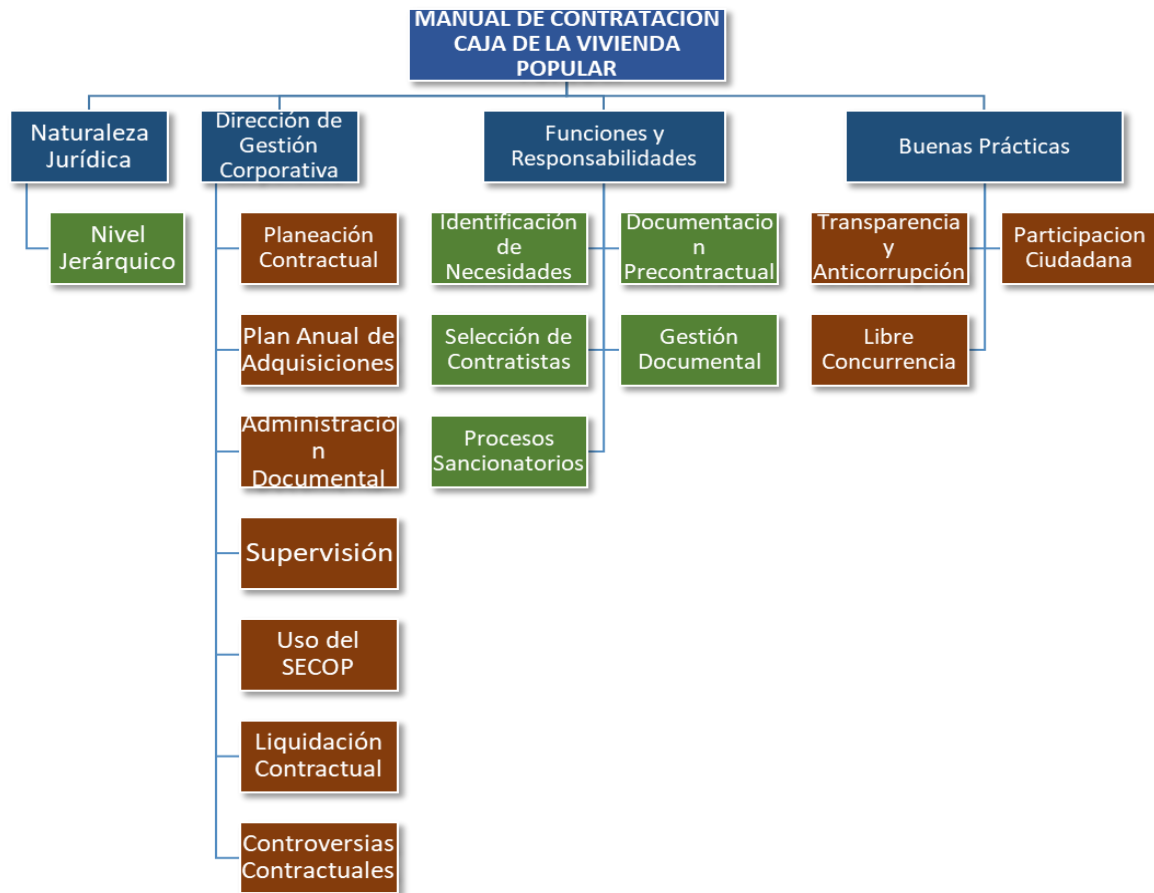 MANUAL DE CONTRATACIÓN
CAJA DE LA VIVIENDA
POPULAR
Naturaleza
Jurídica
Dirección de
Gestión
Corporativa
Funciones y
Responsabilidades
Buenas Prácticas
Nivel
Jerárquico
Planeación
Contractual
Plan Anual de
Adquisiciones
Administració
n
Documental
Supervisión
Uso del
SECOP
Liquidación
Contractual
Controversias
Contractuales
Identificación
de
Necesidades
Documentacio
n
Precontractual
Selección de
Contratistas
Gestión
Documental
Procesos
Sancionatorios
Transparencia
y
Anticorrupción
Participacion
Ciudadana
Libre
Concurrencia